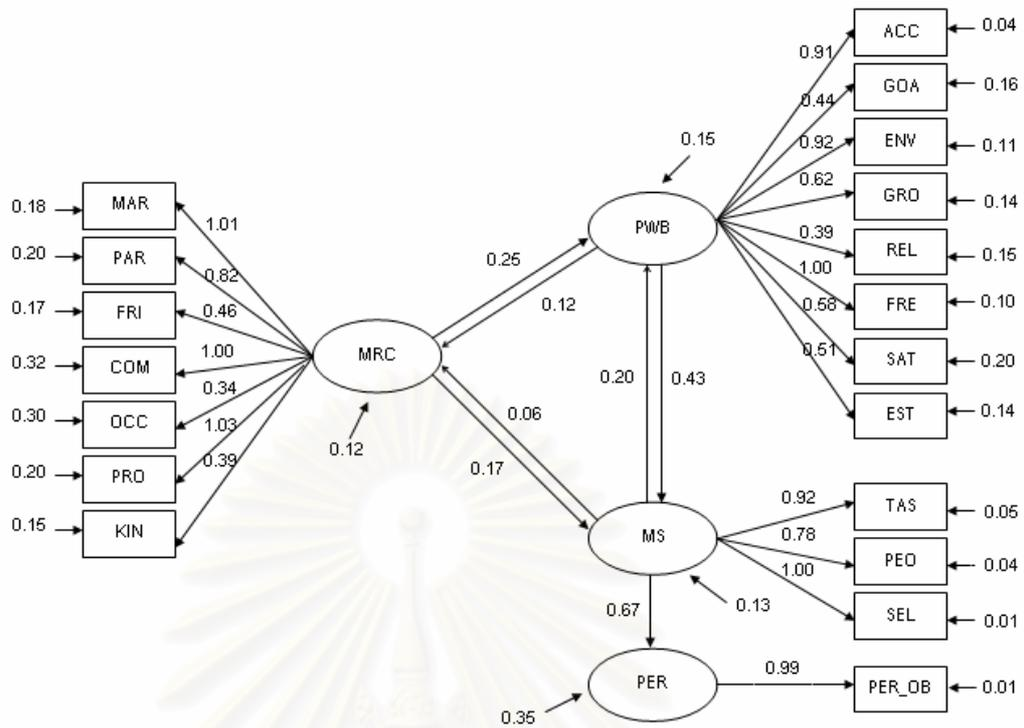 ACC
0.04
0.91
GOA
0.16
0.44
ENV
0.11
0.92
GRO
0.14
0.62
REL
0.15
0.39
FRE
0.10
1.00
SAT
0.20
0.58
EST
0.14
0.51
0.15
PWB
0.18
MAR
1.01
0.20
PAR
0.82
0.17
FRI
0.46
0.32
COM
1.00
0.30
OCC
0.34
0.20
PRO
1.03
0.15
KIN
0.39
MRC
0.12
0.25
0.12
0.20
0.43
0.06
0.17
MS
0.13
TAS
0.05
0.92
PEO
0.04
0.78
SEL
0.01
1.00
0.67
PER
0.35
0.99
PER_OB
0.01